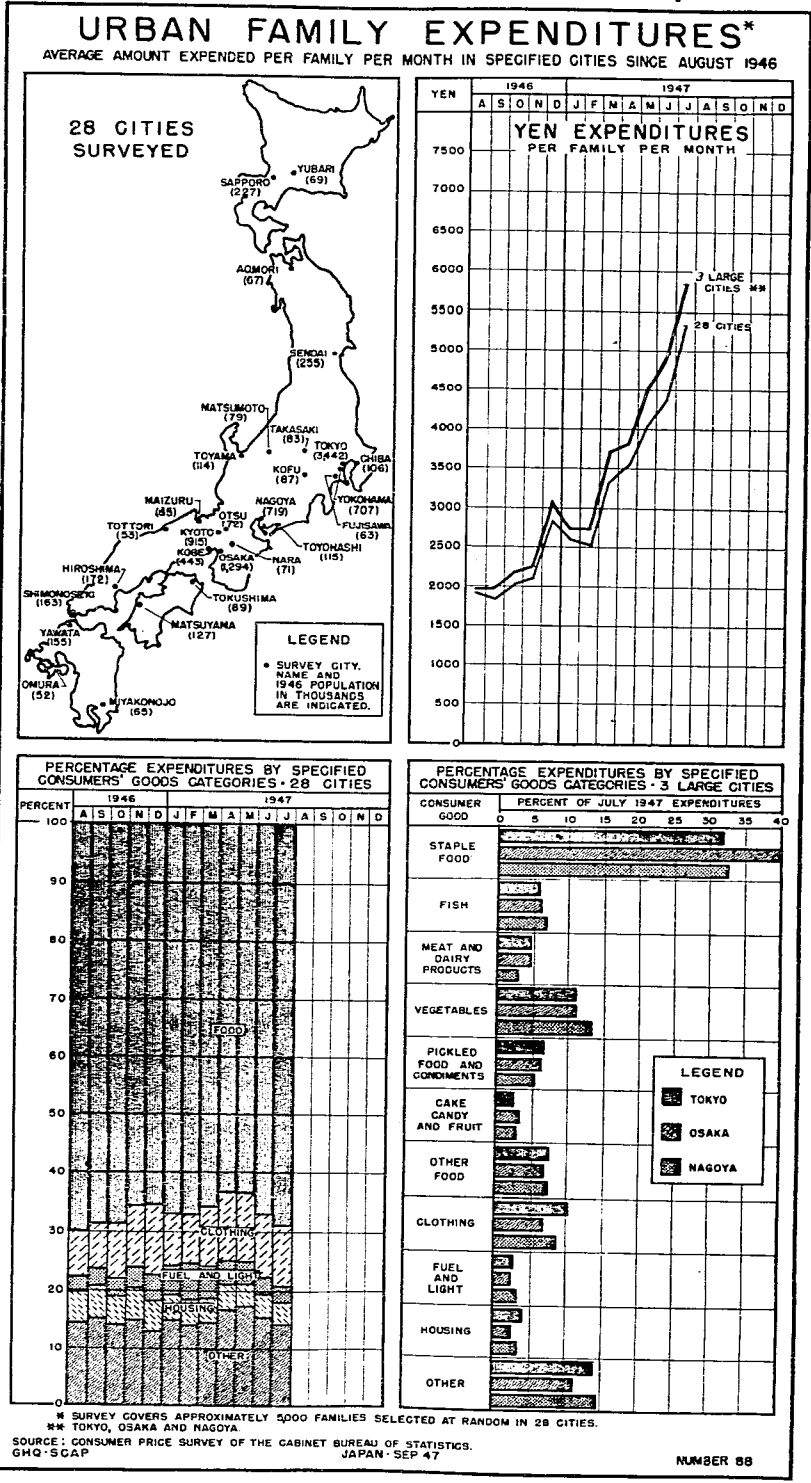 URBAN FAMILY EXPENDITURES*
AVERAGE AMOUNT EXPENDED PER FAMILY PER MONTH IN SPECIFIED CITIES SINCE AUGUST 1946
28 CITIES
SURVEYED
YUBARI
(69)
SAPPORO
(227)
AOMORI
(67)
SENDAI
(255)
MATSUMOTO
(79)
TAKASAKI
(83)
TOYAMA
(114)
TOKYO
(3,442)
CHIBA
(106)
KOFU
(87)
YOKOHAMA
(707)
FUJISAWA
(63)
MAIZURU
(85)
OTSU
(72)
NAGOYA
(719)
TOTTORI
(53)
KYOTO
(915)
TOYOHASHI
(115)
KOBE
(443)
OSAKA
(1,294)
NARA
(71)
HIROSHIMA
(172)
SHIMONOSEKI
(163)
TOKUSHIMA
(89)
MATSUYAMA
(127)
YAWATA
(155)
OMURA
(52)
MIYAKONOJO
(65)
LEGEND
• SURVEY CITY.
NAME AND
1946 POPULATION
IN THOUSANDS
ARE INDICATED.
YEN
1946
1947
A S O N D J F M A M J J A S O N D
YEN EXPENDITURES
PER FAMILY PER MONTH
7500
7000
6500
6000
5500
5000
4500
4000
3500
3000
2500
2000
1500
1000
500
0
3 LARGE
CITIES **
28 CITIES
PERCENTAGE EXPENDITURES BY SPECIFIED
CONSUMERS' GOODS CATEGORIES · 28 CITIES
PERCENT
1946
1947
A S O N D J F M A M J J A S O N D
100
90
80
70
60
50
40
30
20
10
0
FOOD
CLOTHING
FUEL AND LIGHT
HOUSING
OTHER
PERCENTAGE EXPENDITURES BY SPECIFIED
CONSUMERS' GOODS CATEGORIES · 3 LARGE CITIES
CONSUMER
GOOD
PERCENT OF JULY 1947 EXPENDITURES
0 5 10 15 20 25 30 35 40
STAPLE
FOOD
FISH
MEAT AND
DAIRY
PRODUCTS
VEGETABLES
PICKLED
FOOD AND
CONDIMENTS
CAKE
CANDY
AND FRUIT
OTHER
FOOD
CLOTHING
FUEL
AND
LIGHT
HOUSING
OTHER
LEGEND
TOKYO
OSAKA
NAGOYA
* SURVEY COVERS APPROXIMATELY 5,000 FAMILIES SELECTED AT RANDOM IN 28 CITIES.
** TOKYO, OSAKA AND NAGOYA.
SOURCE: CONSUMER PRICE SURVEY OF THE CABINET BUREAU OF STATISTICS.
GHQ-SCAP
JAPAN - SEP 47
NUMBER 88